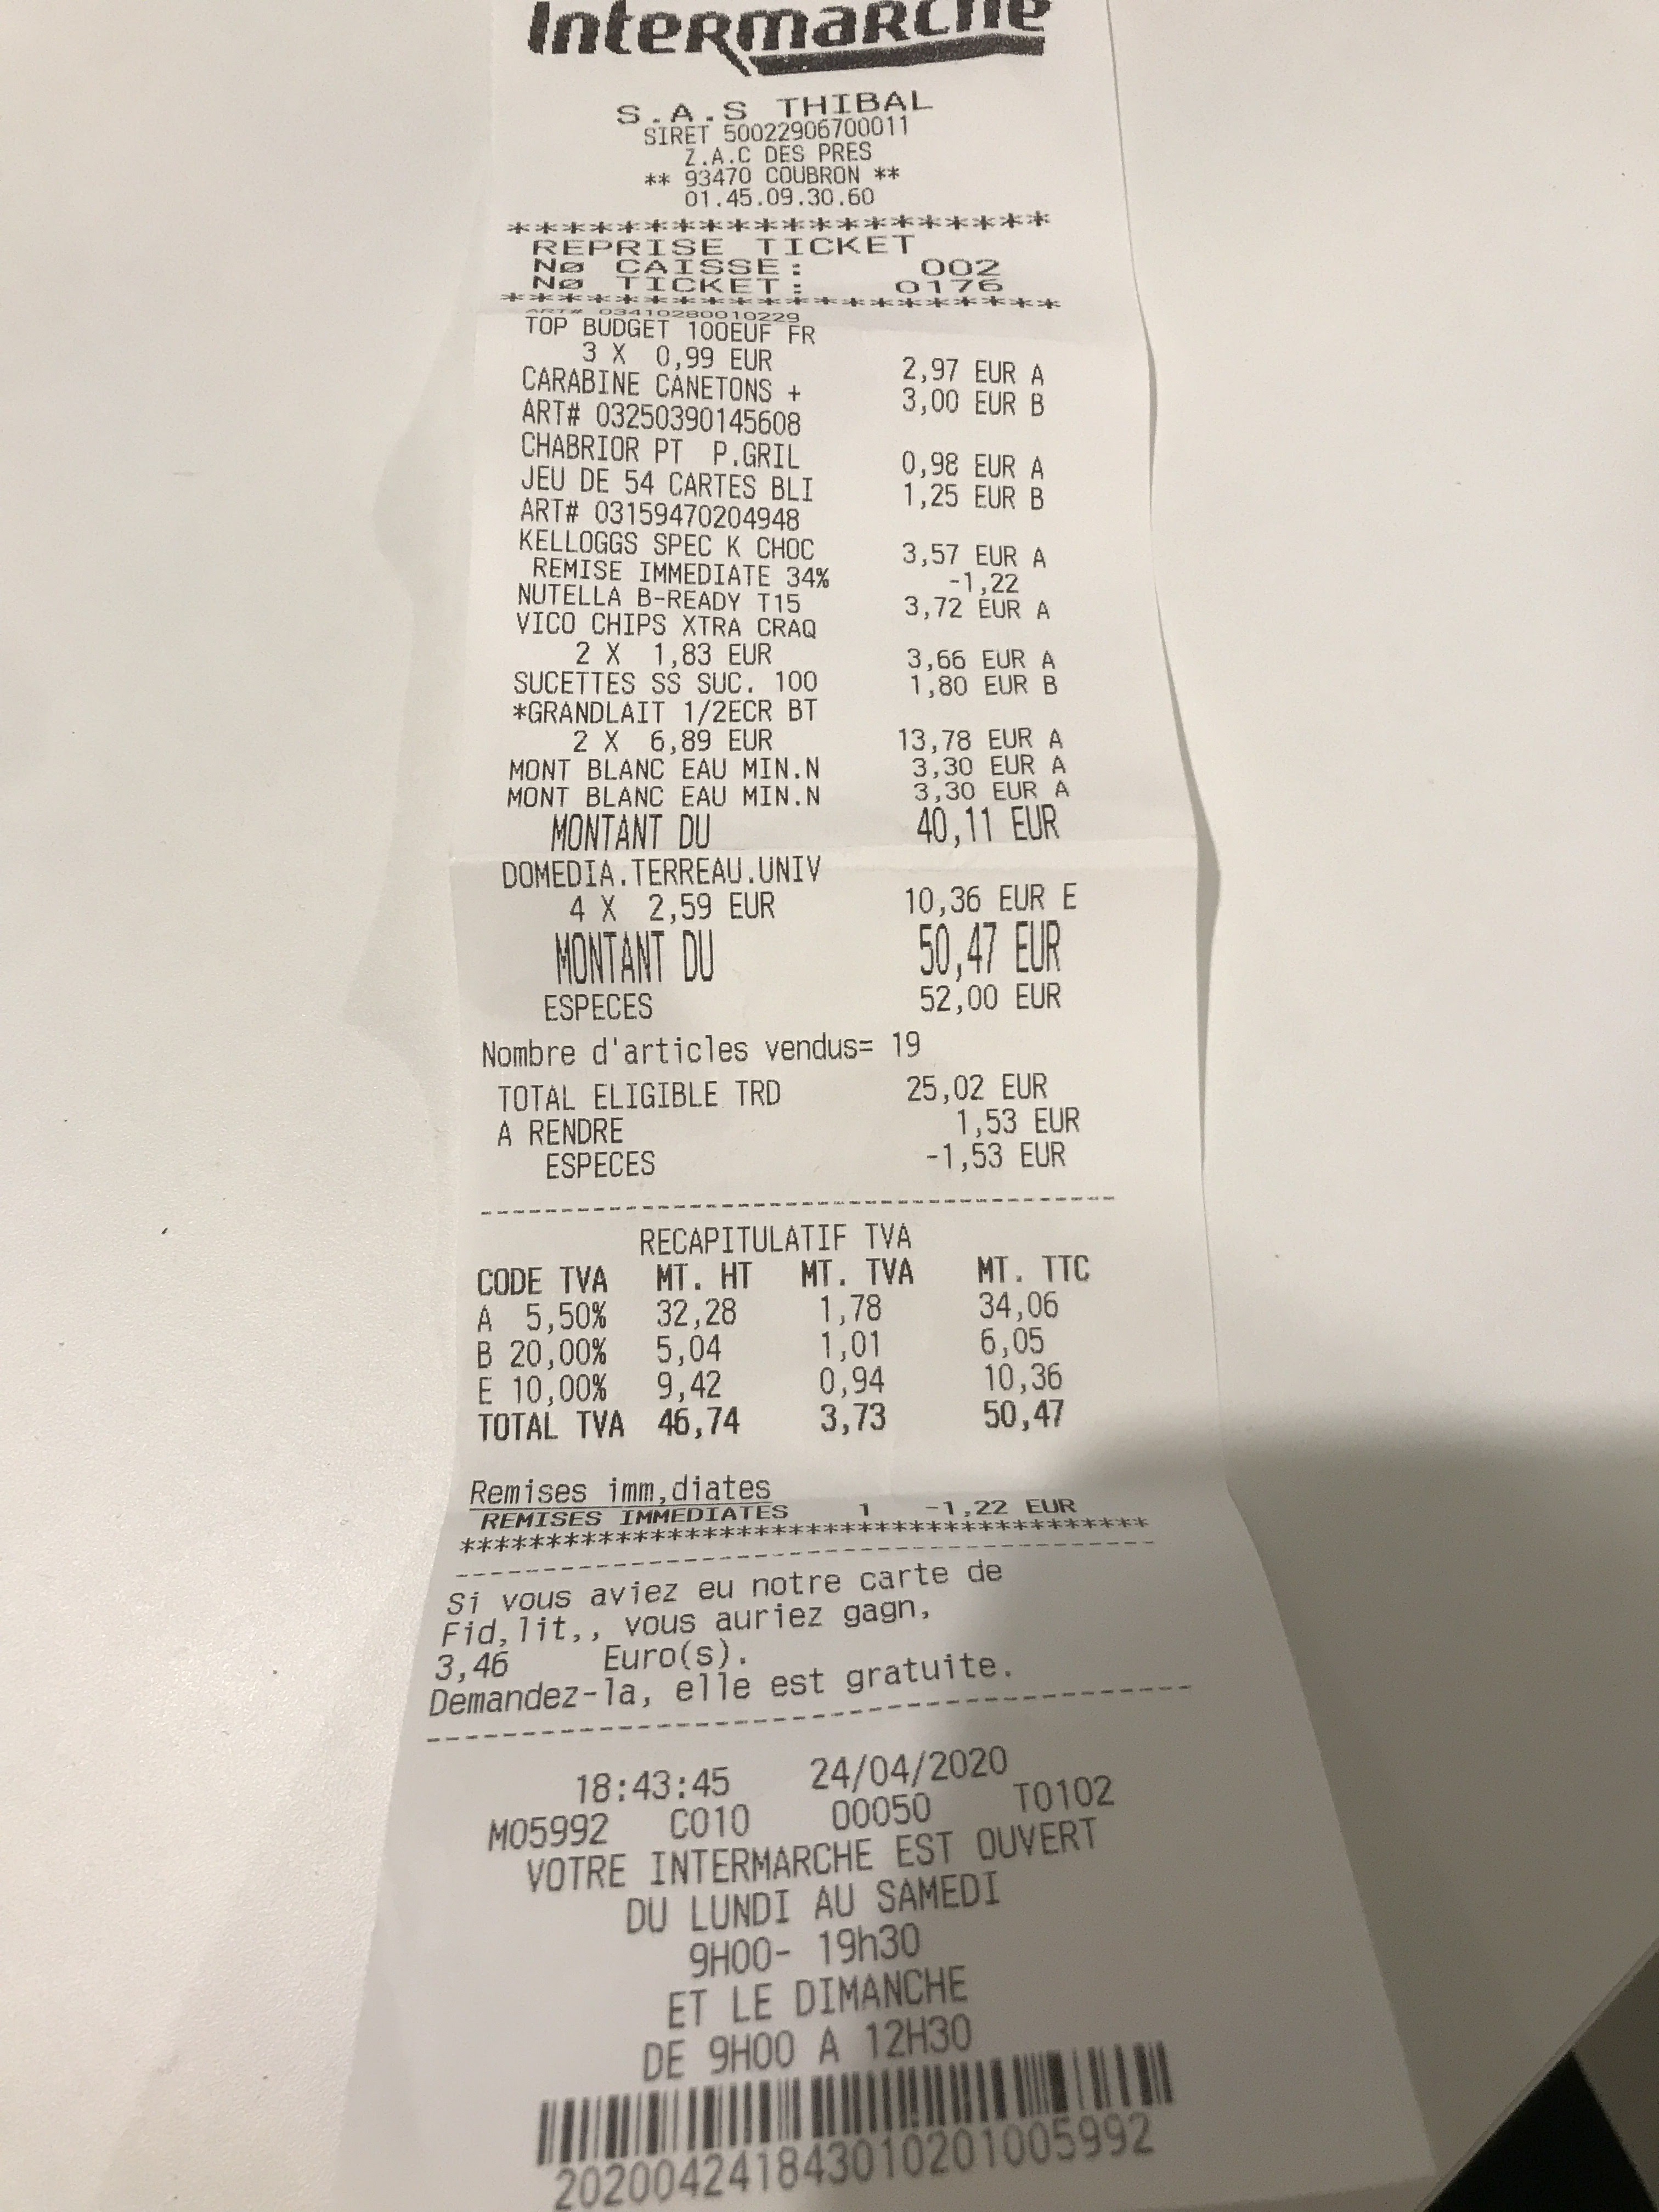 Intermarche
S.A.S THIBAL
SIRET 50022906700011
Z.A.C DES PRES
** 93470 COUBRON **
01.45.09.30.60
********************
REPRISE TICKET
Nø CAISSE: 002
Nø TICKET: 0176
*********************
ART# 03410280010229
TOP BUDGET 100EUF FR
3 X 0,99 EUR 2,97 EUR A
CARABINE CANETONS + 3,00 EUR B
ART# 03250390145608
CHABRIOR PT P.GRIL 0,98 EUR A
JEU DE 54 CARTES BLI 1,25 EUR B
ART# 03159470204948
KELLOGGS SPEC K CHOC 3,57 EUR A
REMISE IMMEDIATE 34% -1,22
NUTELLA B-READY T15 3,72 EUR A
VICO CHIPS XTRA CRAQ
2 X 1,83 EUR 3,66 EUR A
SUCETTES SS SUC. 100 1,80 EUR B
*GRANDLAIT 1/2ECR BT
2 X 6,89 EUR 13,78 EUR A
MONT BLANC EAU MIN.N 3,30 EUR A
MONT BLANC EAU MIN.N 3,30 EUR A
MONTANT DU 40,11 EUR
DOMEDIA.TERREAU.UNIV
4 X 2,59 EUR 10,36 EUR E
MONTANT DU 50,47 EUR
ESPECES 52,00 EUR
Nombre d'articles vendus= 19
TOTAL ELIGIBLE TRD 25,02 EUR
A RENDRE 1,53 EUR
ESPECES -1,53 EUR
------------------------------------------
RECAPITULATIF TVA
CODE TVA MT. HT MT. TVA MT. TTC
A 5,50% 32,28 1,78 34,06
B 20,00% 5,04 1,01 6,05
E 10,00% 9,42 0,94 10,36
TOTAL TVA 46,74 3,73 50,47
Remises imm,diates
REMISES IMMEDIATES 1 -1,22 EUR
****************************************
------------------------------------------
Si vous aviez eu notre carte de
Fid,lit,, vous auriez gagn,
3,46 Euro(s).
Demandez-la, elle est gratuite.
------------------------------------------
18:43:45 24/04/2020
M05992 C010 00050 T0102
VOTRE INTERMARCHE EST OUVERT
DU LUNDI AU SAMEDI
9H00- 19h30
ET LE DIMANCHE
DE 9H00 A 12H30
20200424184301020100​5992